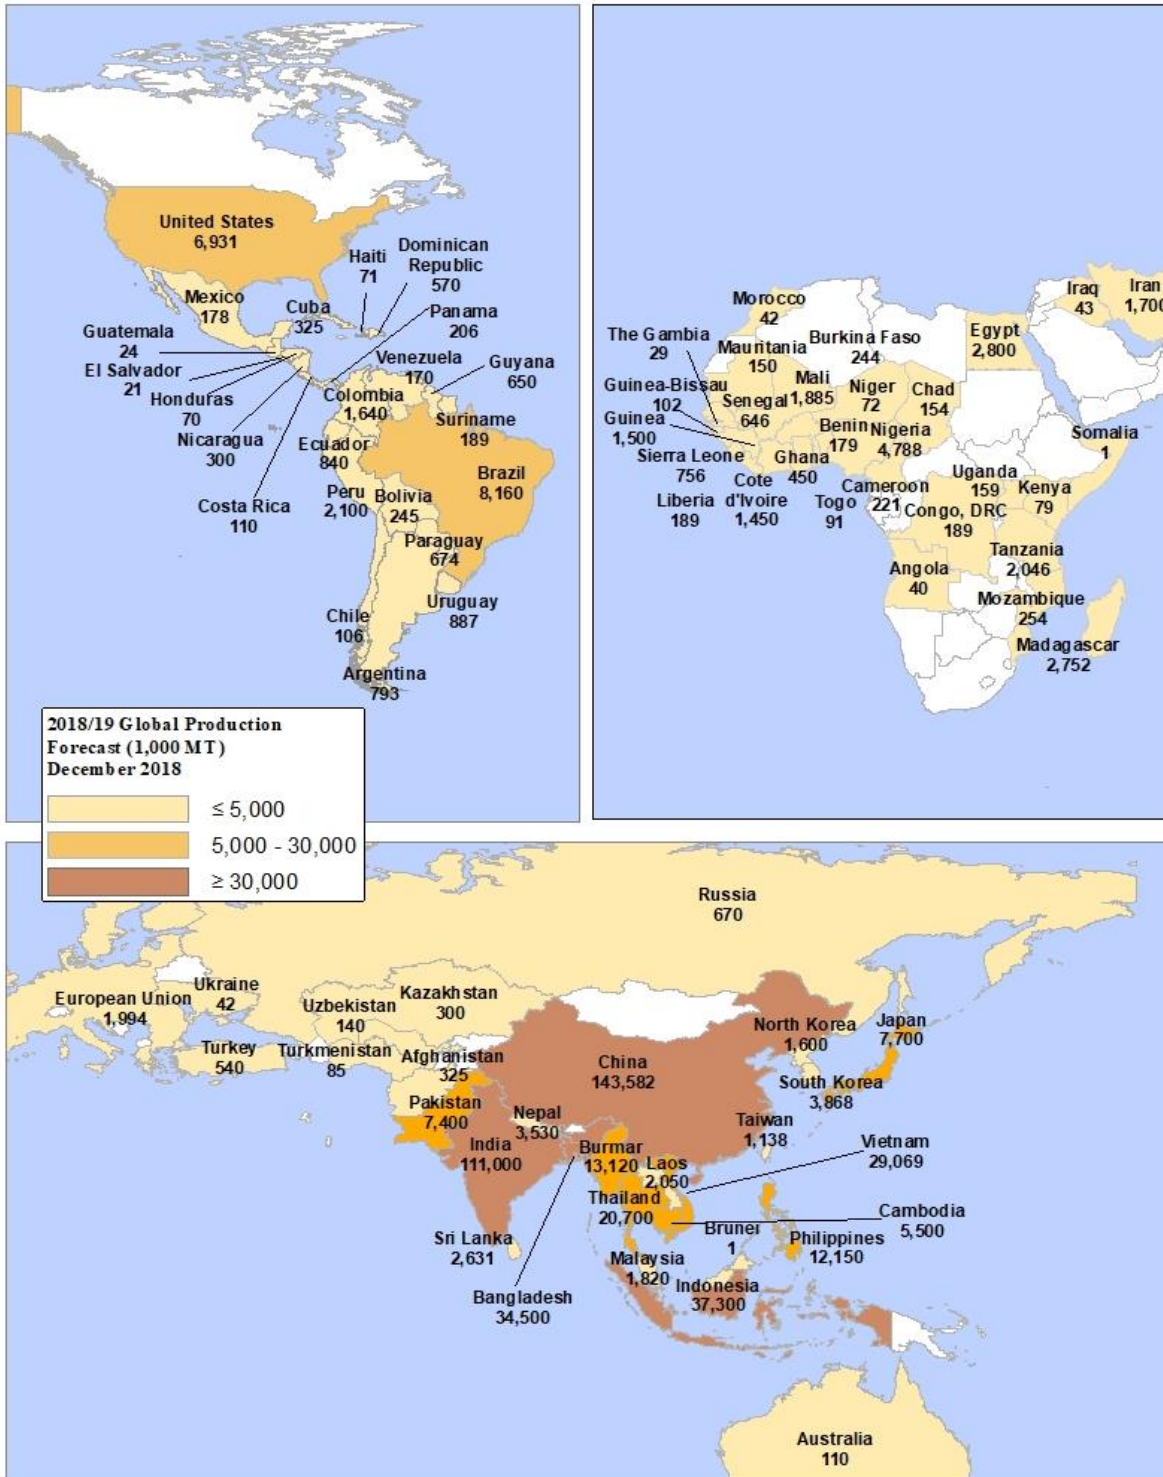 United States
6,931
Mexico
178
Cuba
325
Haiti
71
Dominican
Republic
570
Panama
206
Guatemala
24
El Salvador
21
Honduras
70
Nicaragua
300
Costa Rica
110
Venezuela
170
Guyana
650
Colombia
1,640
Suriname
189
Ecuador
840
Brazil
8,160
Peru
2,100
Bolivia
245
Paraguay
674
Uruguay
887
Chile
106
Argentina
793
Morocco
42
Iraq
43
Iran
1,700
The Gambia
29
Mauritania
150
Burkina Faso
244
Egypt
2,800
Guinea-Bissau
102
Senegal
646
Mali
1,885
Niger
72
Chad
154
Guinea
1,500
Benin
179
Nigeria
4,788
Somalia
1
Sierra Leone
756
Ghana
450
Liberia
189
Cote
d'Ivoire
1,450
Togo
91
Cameroon
221
Uganda
159
Kenya
79
Congo, DRC
189
Tanzania
2,046
Angola
40
Mozambique
254
Madagascar
2,752
2018/19 Global Production
Forecast (1,000 MT)
December 2018
≤ 5,000
5,000 - 30,000
≥ 30,000
Russia
670
European Union
1,994
Ukraine
42
Uzbekistan
140
Kazakhstan
300
North Korea
1,600
Japan
7,700
Turkey
540
Turkmenistan
85
Afghanistan
325
China
143,582
South Korea
3,868
Pakistan
7,400
Nepal
3,530
Taiwan
1,138
India
111,000
Burmar
13,120
Laos
2,050
Vietnam
29,069
Thailand
20,700
Cambodia
5,500
Sri Lanka
2,631
Brunei
1
Philippines
12,150
Malaysia
1,820
Bangladesh
34,500
Indonesia
37,300
Australia
110